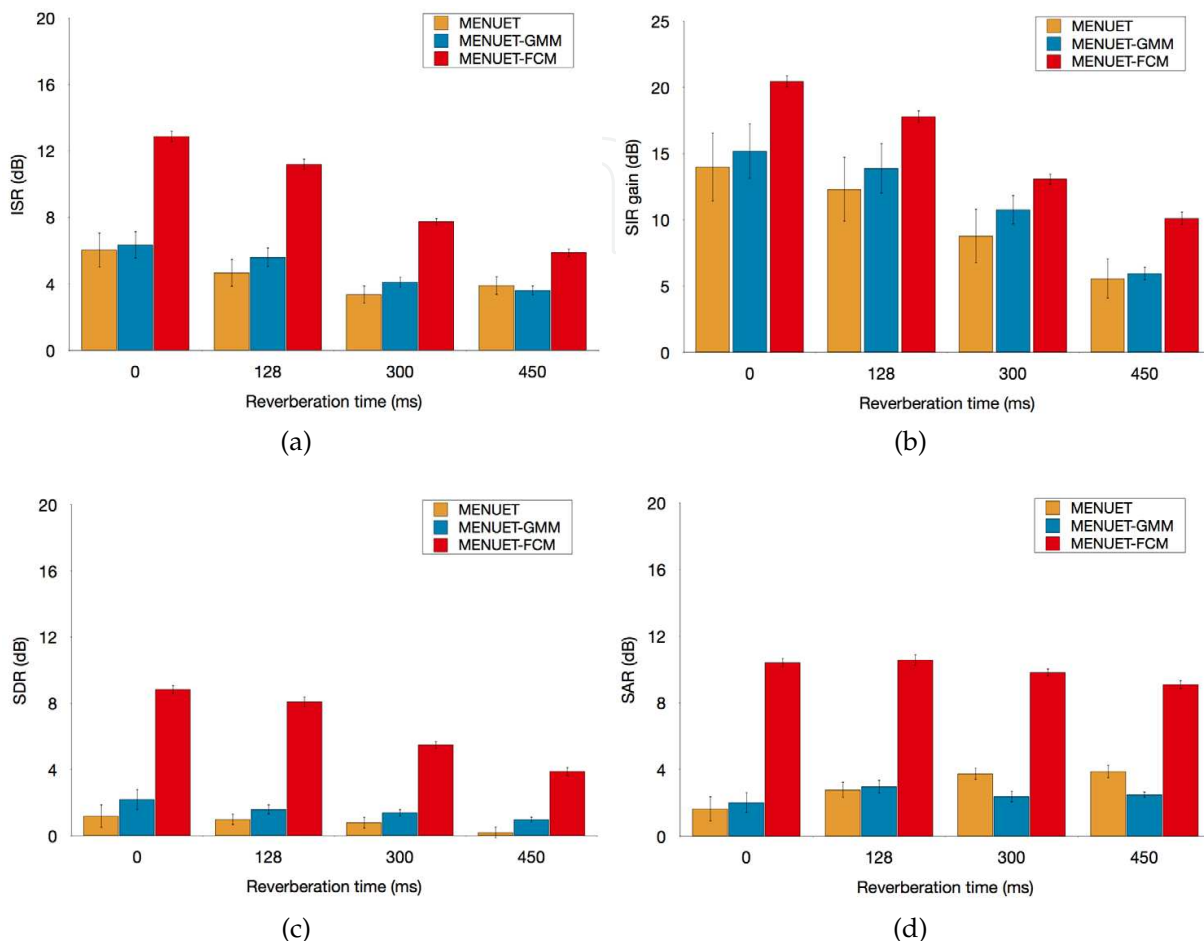 20
16
12
8
4
0
ISR (dB)
MENUET
MENUET-GMM
MENUET-FCM
0 128 300 450
Reverberation time (ms)
(a)
25
20
15
10
5
0
SIR gain (dB)
MENUET
MENUET-GMM
MENUET-FCM
0 128 300 450
Reverberation time (ms)
(b)
20
16
12
8
4
0
SDR (dB)
MENUET
MENUET-GMM
MENUET-FCM
0 128 300 450
Reverberation time (ms)
(c)
20
16
12
8
4
0
SAR (dB)
MENUET
MENUET-GMM
MENUET-FCM
0 128 300 450
Reverberation time (ms)
(d)